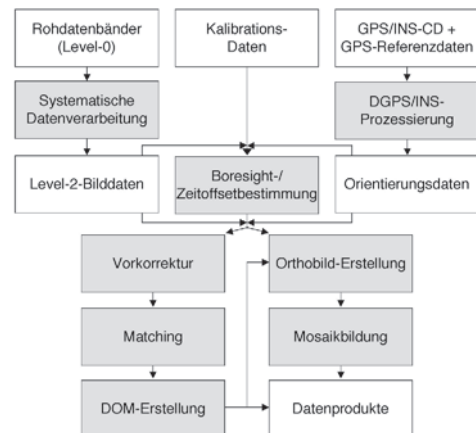 Rohdatenbänder
(Level-0)
Kalibrations-
Daten
GPS/INS-CD +
GPS-Referenzdaten
Systematische
Datenverarbeitung
DGPS/INS-
Prozessierung
Level-2-Bilddaten
Boresight-/
Zeitoffsetbestimmung
Orientierungsdaten
Vorkorrektur
Orthobild-Erstellung
Matching
Mosaikbildung
DOM-Erstellung
Datenprodukte